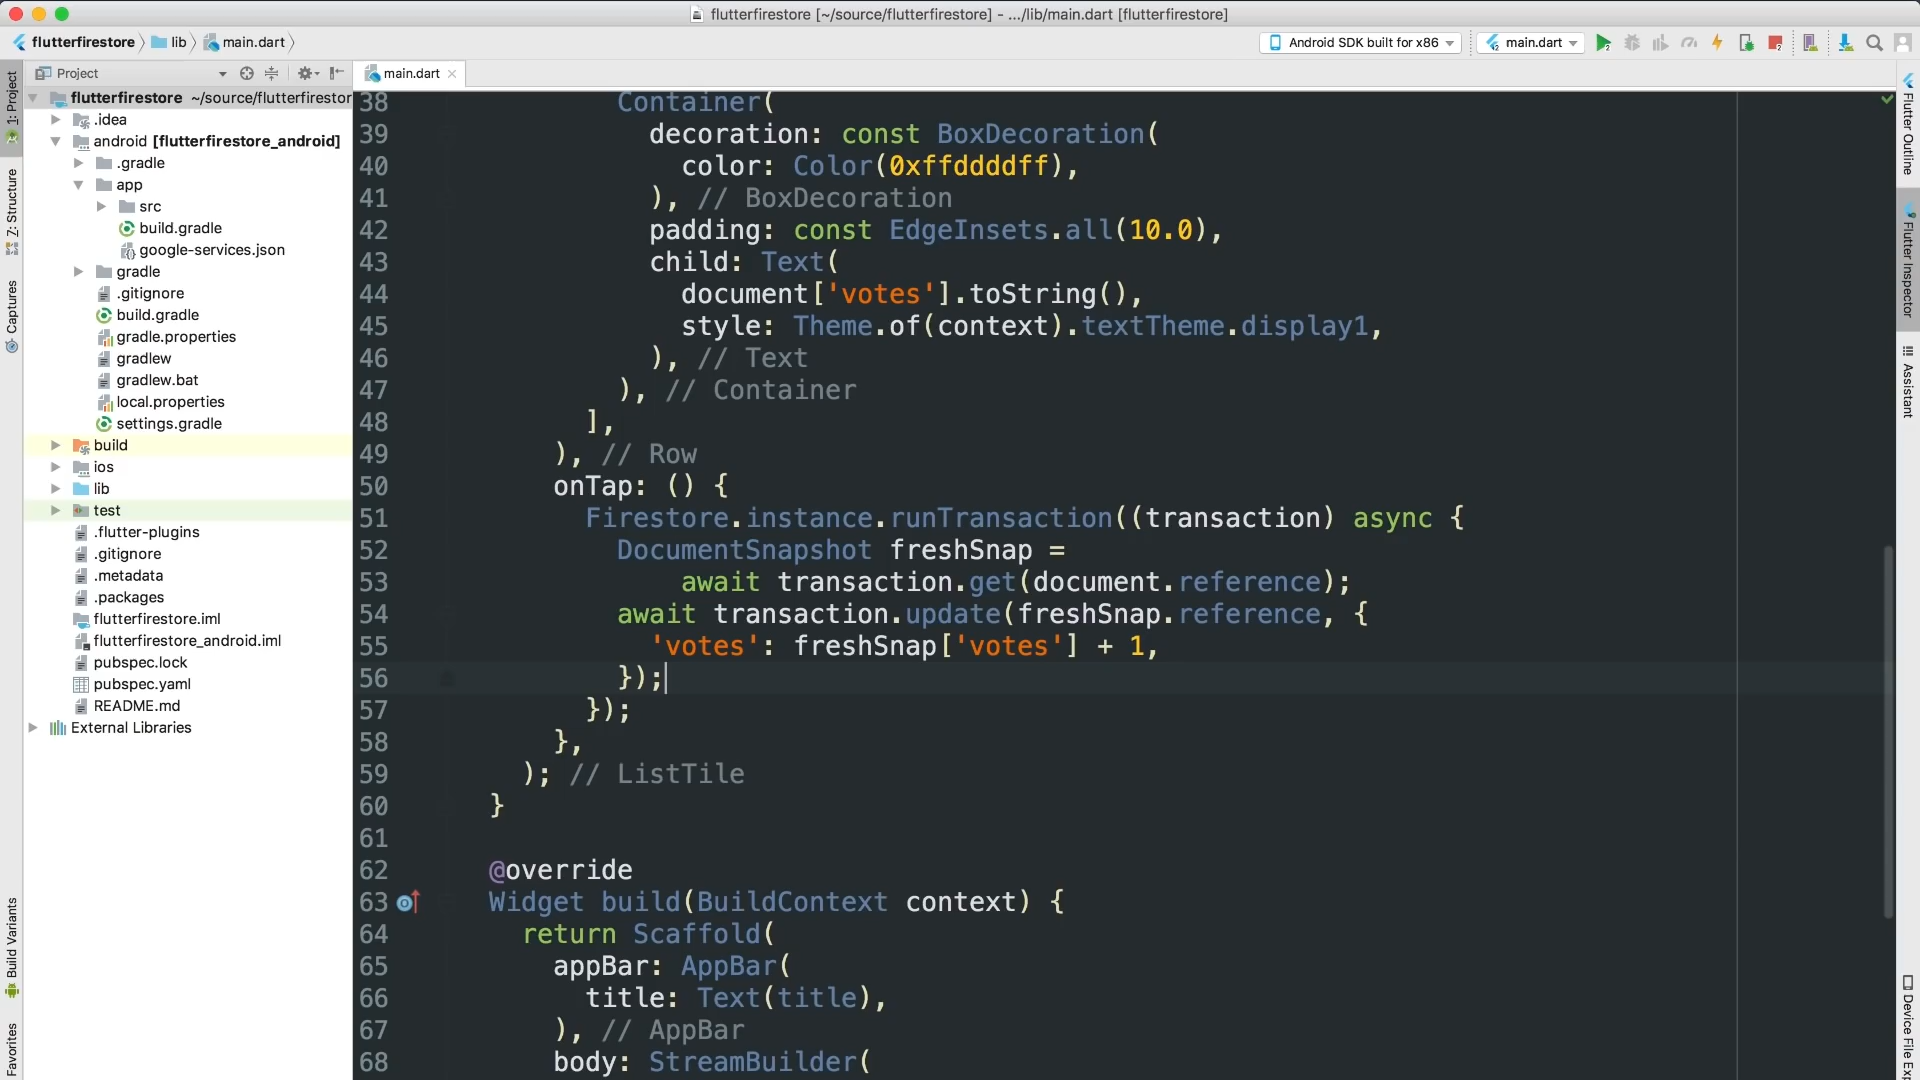 flutterfirestore [~/source/flutterfirestore] - .../lib/main.dart [flutterfirestore]
flutterfirestore lib main.dart Android SDK built for x86 main.dart
1: Project
Z: Structure
Captures
Build Variants
Favorites
Project
flutterfirestore ~/source/flutterfirestor
.idea
android [flutterfirestore_android]
.gradle
app
src
build.gradle
google-services.json
gradle
.gitignore
build.gradle
gradle.properties
gradlew
gradlew.bat
local.properties
settings.gradle
build
ios
lib
test
.flutter-plugins
.gitignore
.metadata
.packages
flutterfirestore.iml
flutterfirestore_android.iml
pubspec.lock
pubspec.yaml
README.md
External Libraries
main.dart
38 Container(
39 decoration: const BoxDecoration(
40 color: Color(0xffddddff),
41 ), // BoxDecoration
42 padding: const EdgeInsets.all(10.0),
43 child: Text(
44 document['votes'].toString(),
45 style: Theme.of(context).textTheme.display1,
46 ), // Text
47 ), // Container
48 ],
49 ), // Row
50 onTap: () {
51 Firestore.instance.runTransaction((transaction) async {
52 DocumentSnapshot freshSnap =
53 await transaction.get(document.reference);
54 await transaction.update(freshSnap.reference, {
55 'votes': freshSnap['votes'] + 1,
56 });
57 });
58 },
59 ); // ListTile
60 }
61
62 @override
63 Widget build(BuildContext context) {
64 return Scaffold(
65 appBar: AppBar(
66 title: Text(title),
67 ), // AppBar
68 body: StreamBuilder(
Flutter Outline
Flutter Inspector
Assistant
Device File Exp